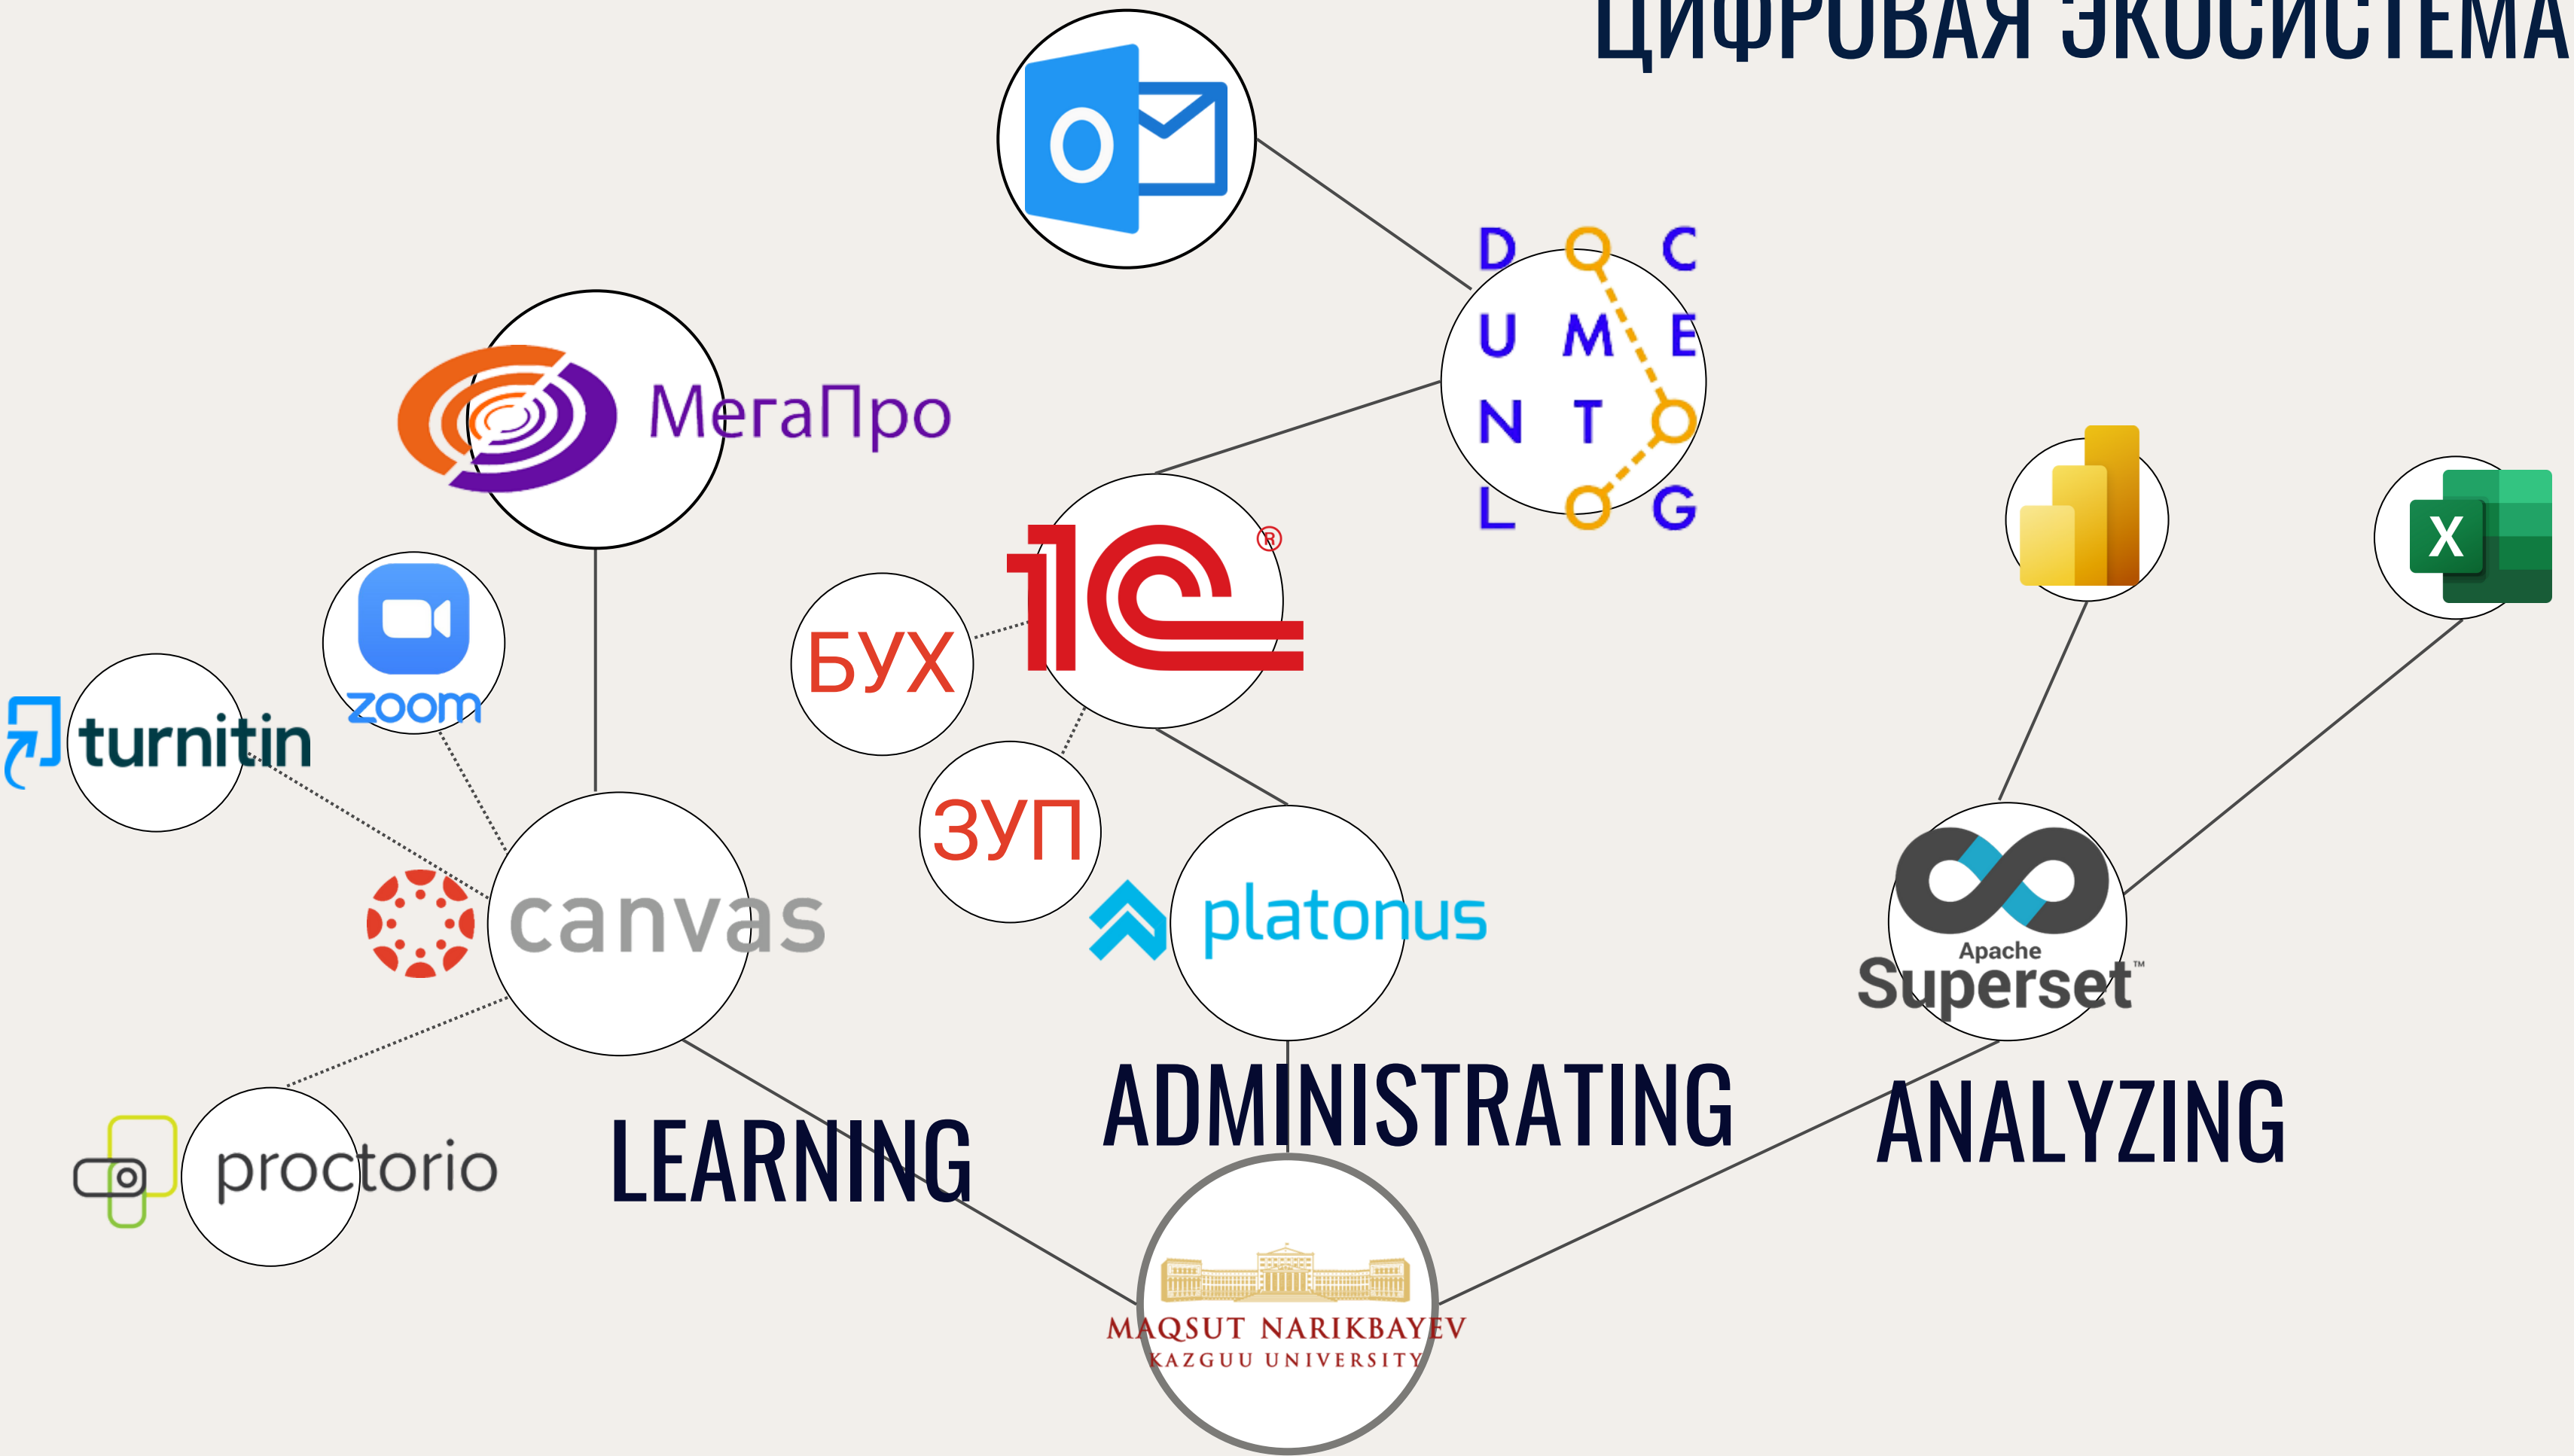 ЦИФРОВАЯ ЭКОСИСТЕМА
O
D O C
U M E
N T O
L O G
МегаПро
1С®
X
zoom
БУХ
turnitin
ЗУП
canvas
platonus
Apache
Superset™
ADMINISTRATING
ANALYZING
LEARNING
proctorio
MAQSUT NARIKBAYEV
KAZGUU UNIVERSITY